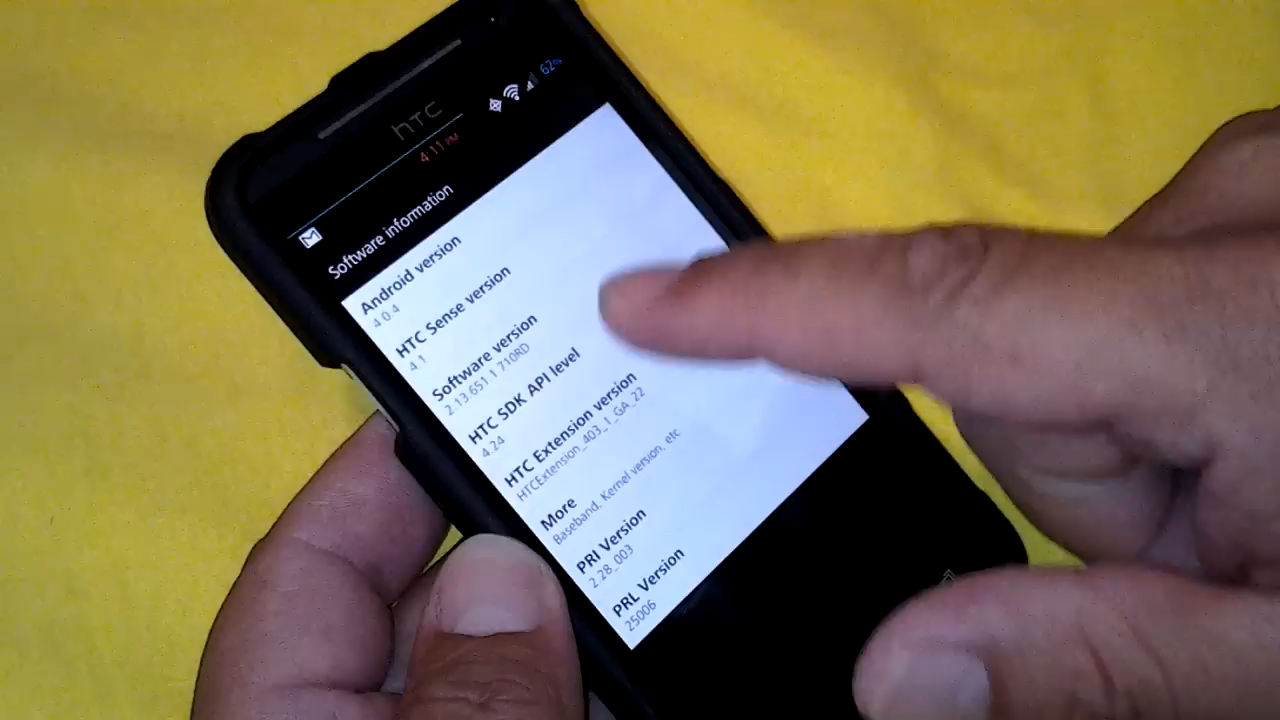 hTC
62%
4:11 PM
Software information
Android version
4.0.4
HTC Sense version
4.1
Software version
2.13.651.1 710RD
HTC SDK API level
4.24
HTC Extension version
HTCExtension_403_1_GA_22
More
Baseband, Kernel version, etc
PRI Version
2.28_003
PRL Version
25006